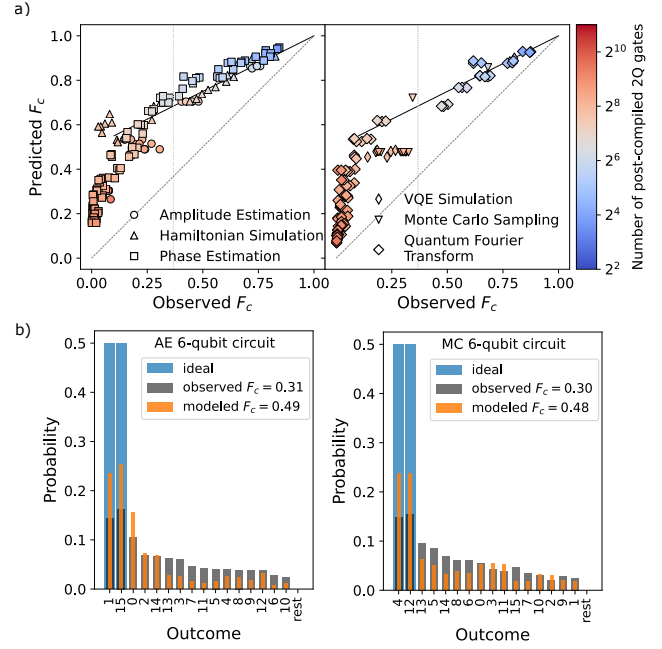 a)
Predicted F_c
1.0
0.8
0.6
0.4
0.2
0.0
Amplitude Estimation
Hamiltonian Simulation
Phase Estimation
0.00 0.25 0.50 0.75 1.00
Observed F_c
VQE Simulation
Monte Carlo Sampling
Quantum Fourier
Transform
0.00 0.25 0.50 0.75 1.00
Observed F_c
2^10
2^8
2^6
2^4
2^2
Number of post-compiled 2Q gates
b)
AE 6-qubit circuit
ideal
observed F_c = 0.31
modeled F_c = 0.49
Probability
0.5
0.4
0.3
0.2
0.1
0.0
1 15 0 2 14 13 3 7 11 5 4 8 9 12 6 10 rest
Outcome
MC 6-qubit circuit
ideal
observed F_c = 0.30
modeled F_c = 0.48
Probability
0.5
0.4
0.3
0.2
0.1
0.0
4 12 13 5 14 8 6 0 3 11 15 7 10 2 9 1 rest
Outcome